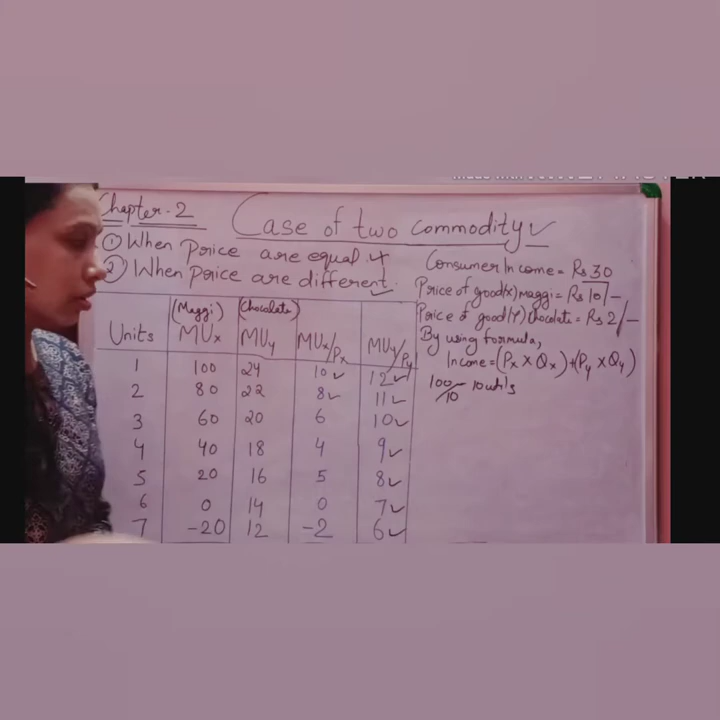 Chapter-2
Case of two commodity
① When Price are equal.
② When Price are different.
Consumer Income = Rs 30
Price of good(x) maggi = Rs 10/-
Price of good(Y) Chocolate = Rs 2/-
By using formula,
Income = (Px X Qx) + (Py X Qy)
100/10 - 10 uti's
(Maggi) (Chocolate)
Units MUx MUy MUx/Px MUy/Py
1 100 24 10 ✓ 12 ✓
2 80 22 8 ✓ 11 ✓
3 60 20 6 10 ✓
4 40 18 4 9 ✓
5 20 16 5 8 ✓
6 0 14 0 7 ✓
7 -20 12 -2 6 ✓